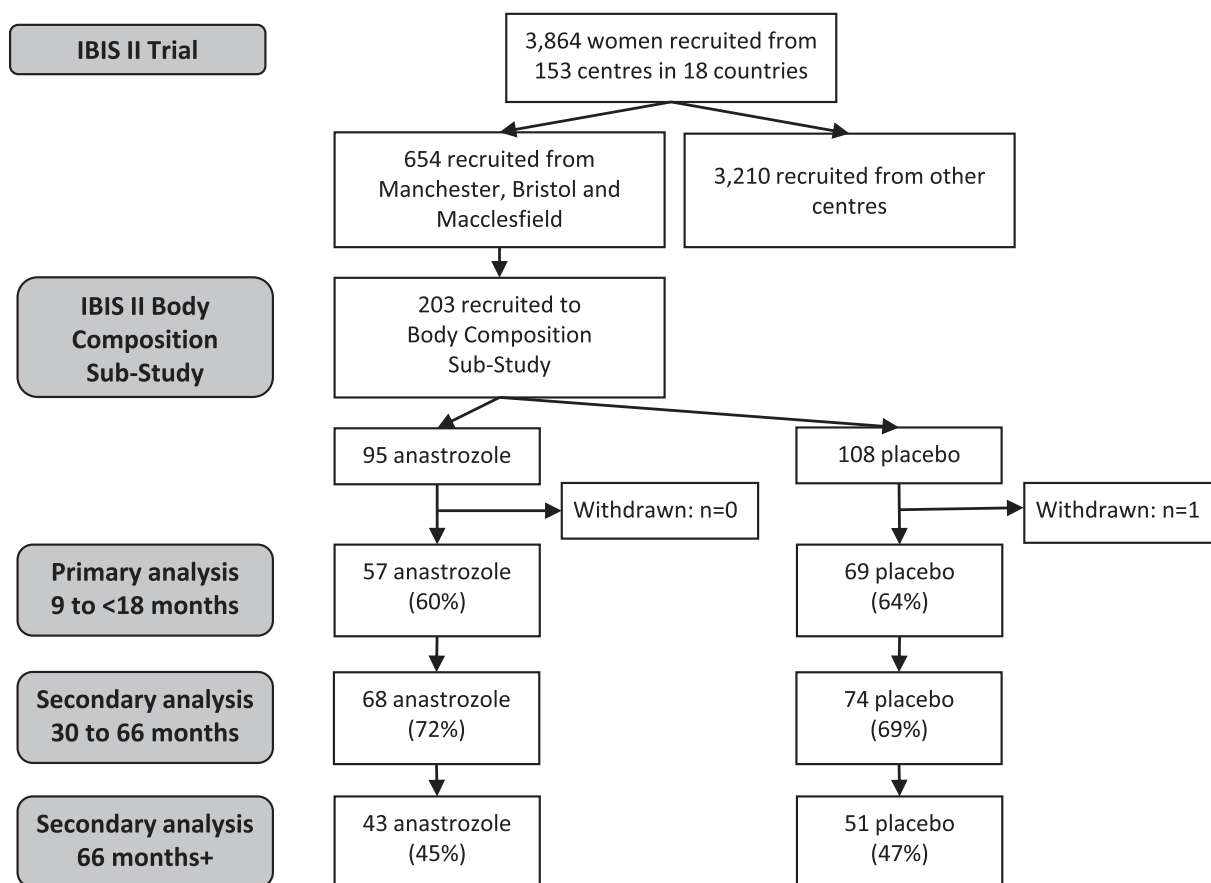 IBIS II Trial
3,864 women recruited from
153 centres in 18 countries
654 recruited from
Manchester, Bristol and
Macclesfield
3,210 recruited from other
centres
IBIS II Body
Composition
Sub-Study
203 recruited to
Body Composition
Sub-Study
95 anastrozole
108 placebo
Withdrawn: n=0
Withdrawn: n=1
Primary analysis
9 to <18 months
57 anastrozole
(60%)
69 placebo
(64%)
Secondary analysis
30 to 66 months
68 anastrozole
(72%)
74 placebo
(69%)
Secondary analysis
66 months+
43 anastrozole
(45%)
51 placebo
(47%)